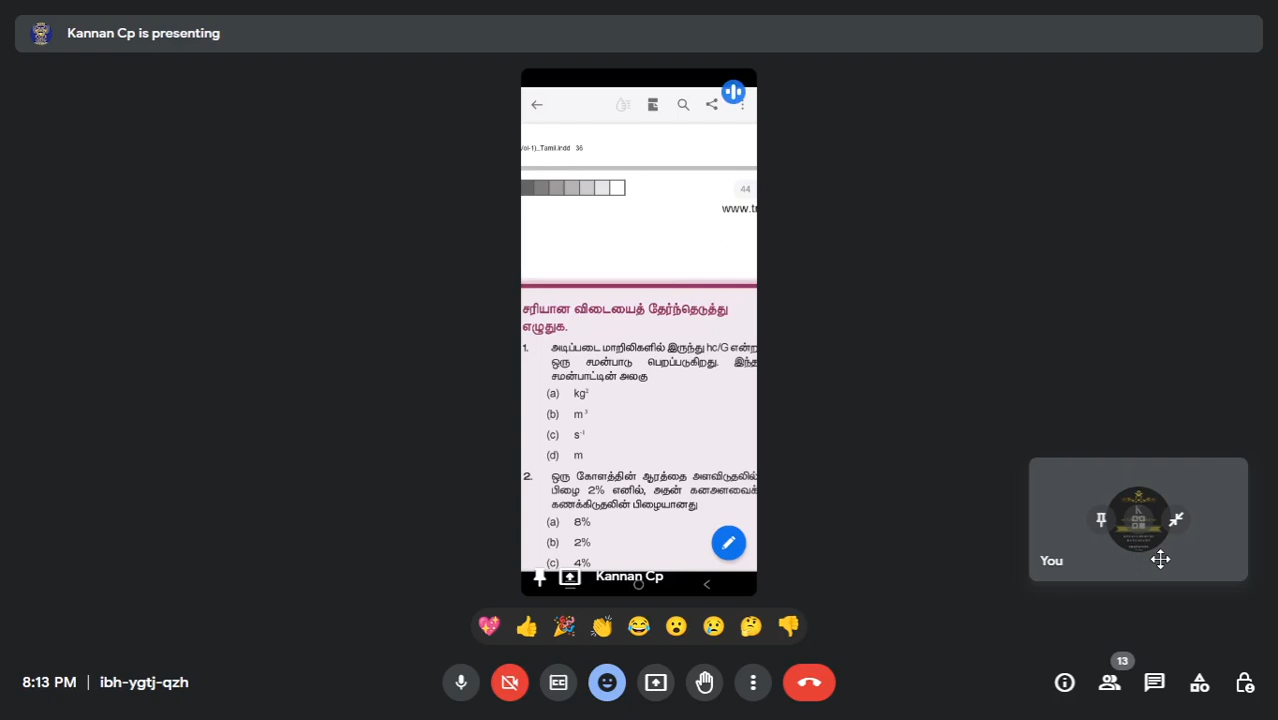 Kannan Cp is presenting
Vol-1)_Tamil.indd 36
44
www.tr
சரியான விடையைத் தேர்ந்தெடுத்து
எழுதுக.
1. அடிப்படை மாறிலிகளில் இருந்து hc/G என்ற
ஒரு சமன்பாடு பெறப்படுகிறது. இந்த
சமன்பாட்டின் அலகு
(a) kg²
(b) m³
(c) s⁻¹
(d) m
2. ஒரு கோளத்தின் ஆரத்தை அளவிடுதலில்
பிழை 2% எனில், அதன் கனஅளவைக்
கணக்கிடுதலின் பிழையானது
(a) 8%
(b) 2%
(c) 4%
Kannan Cp
You
13
8:13 PM | ibh-ygtj-qzh